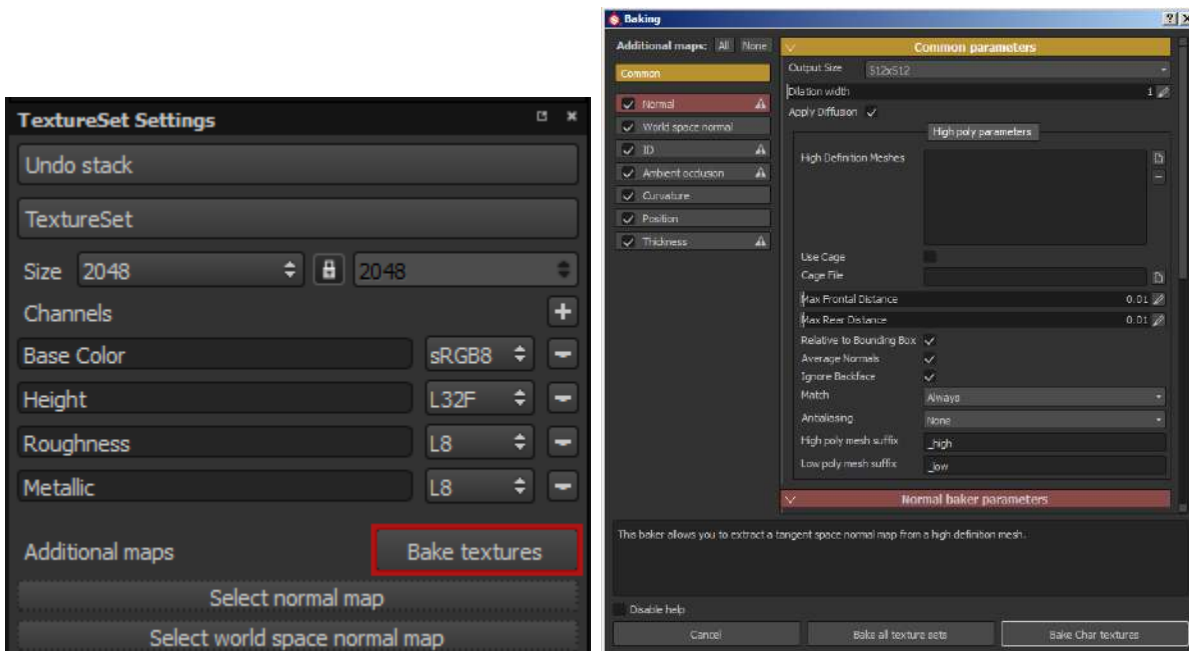 TextureSet Settings
Undo stack
TextureSet
Size 2048 2048
Channels
Base Color sRGB8
Height L32F
Roughness L8
Metallic L8
Additional maps Bake textures
Select normal map
Select world space normal map
Baking
Additional maps: All None
Common
Normal
World space normal
ID
Ambient occlusion
Curvature
Position
Thickness
Common parameters
Output Size 512x512
Dilation width 1
Apply Diffusion
High poly parameters
High Definition Meshes
Use Cage
Cage File
Max Frontal Distance 0.01
Max Rear Distance 0.01
Relative to Bounding Box
Average Normals
Ignore Backface
Match Always
Antialiasing None
High poly mesh suffix _high
Low poly mesh suffix _low
Normal baker parameters
This baker allows you to extract a tangent space normal map from a high definition mesh.
Disable help
Cancel Bake all texture sets Bake Char textures